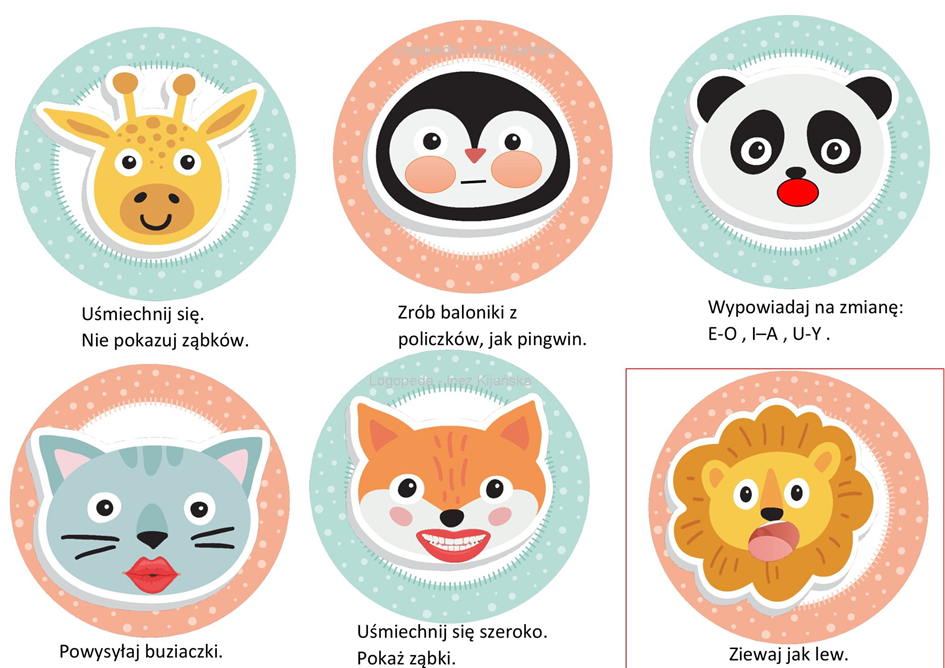 Logopeda - Inez Kijańska
Uśmiechnij się.
Nie pokazuj ząbków.
Zrób baloniki z
policzków, jak pingwin.
Wypowiadaj na zmianę:
E-O , I–A , U-Y .
Logopeda - Inez Kijańska
Powysyłaj buziaczki.
Uśmiechnij się szeroko.
Pokaż ząbki.
Ziewaj jak lew.